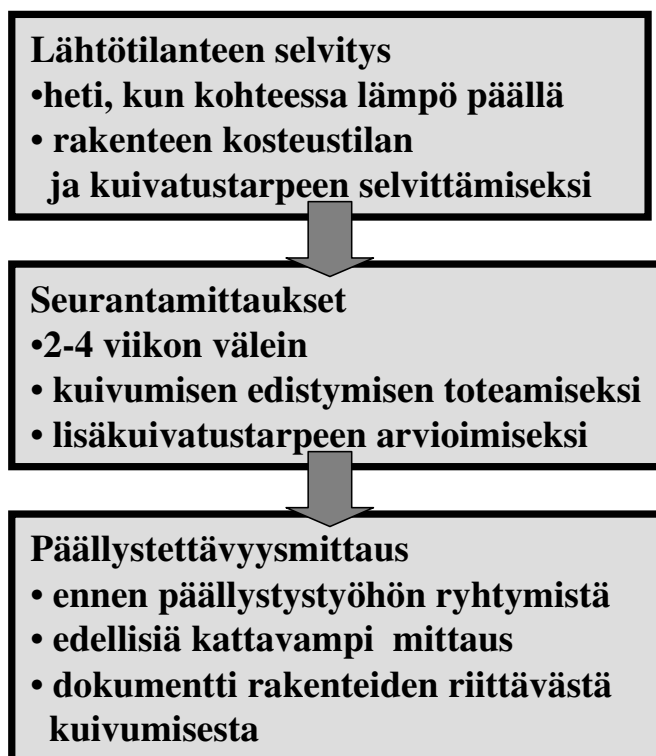 Lähtötilanteen selvitys
•heti, kun kohteessa lämpö päällä
• rakenteen kosteustilan
ja kuivatustarpeen selvittämiseksi
Seurantamittaukset
•2-4 viikon välein
• kuivumisen edistymisen toteamiseksi
• lisäkuivatustarpeen arvioimiseksi
Päällystettävyysmittaus
• ennen päällystystyöhön ryhtymistä
• edellisiä kattavampi mittaus
• dokumentti rakenteiden riittävästä
kuivumisesta